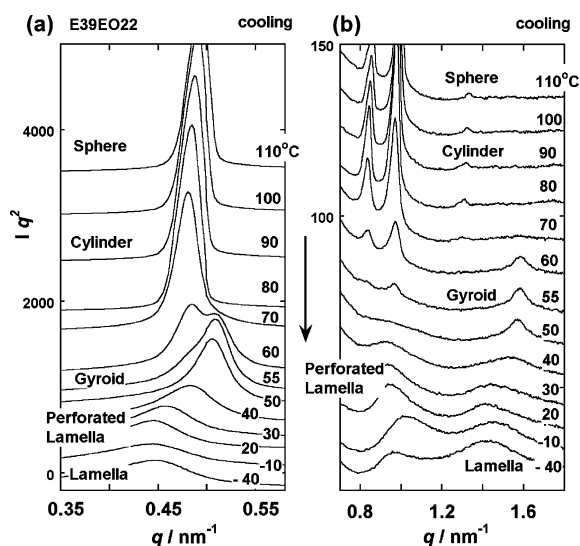 (a) E39EO22 cooling
4000
2000
0
I q²
Sphere
Cylinder
Gyroid
Perforated
Lamella
Lamella
110°C
100
90
80
70
60
55
50
40
30
20
-10
- 40
0.35 0.45 0.55
q / nm⁻¹
(b) cooling
150
100
50
Sphere
Cylinder
Gyroid
Perforated
Lamella
Lamella
110°C
100
90
80
70
60
55
50
40
30
20
-10
- 40
0.8 1.2 1.6
q / nm⁻¹